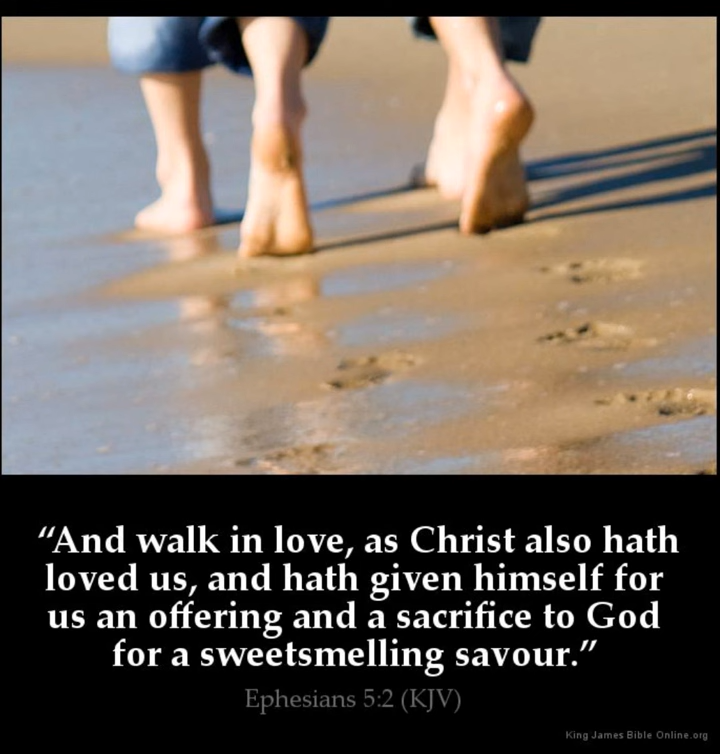 “And walk in love, as Christ also hath
loved us, and hath given himself for
us an offering and a sacrifice to God
for a sweetsmelling savour.”
Ephesians 5:2 (KJV)
King James Bible Online.org